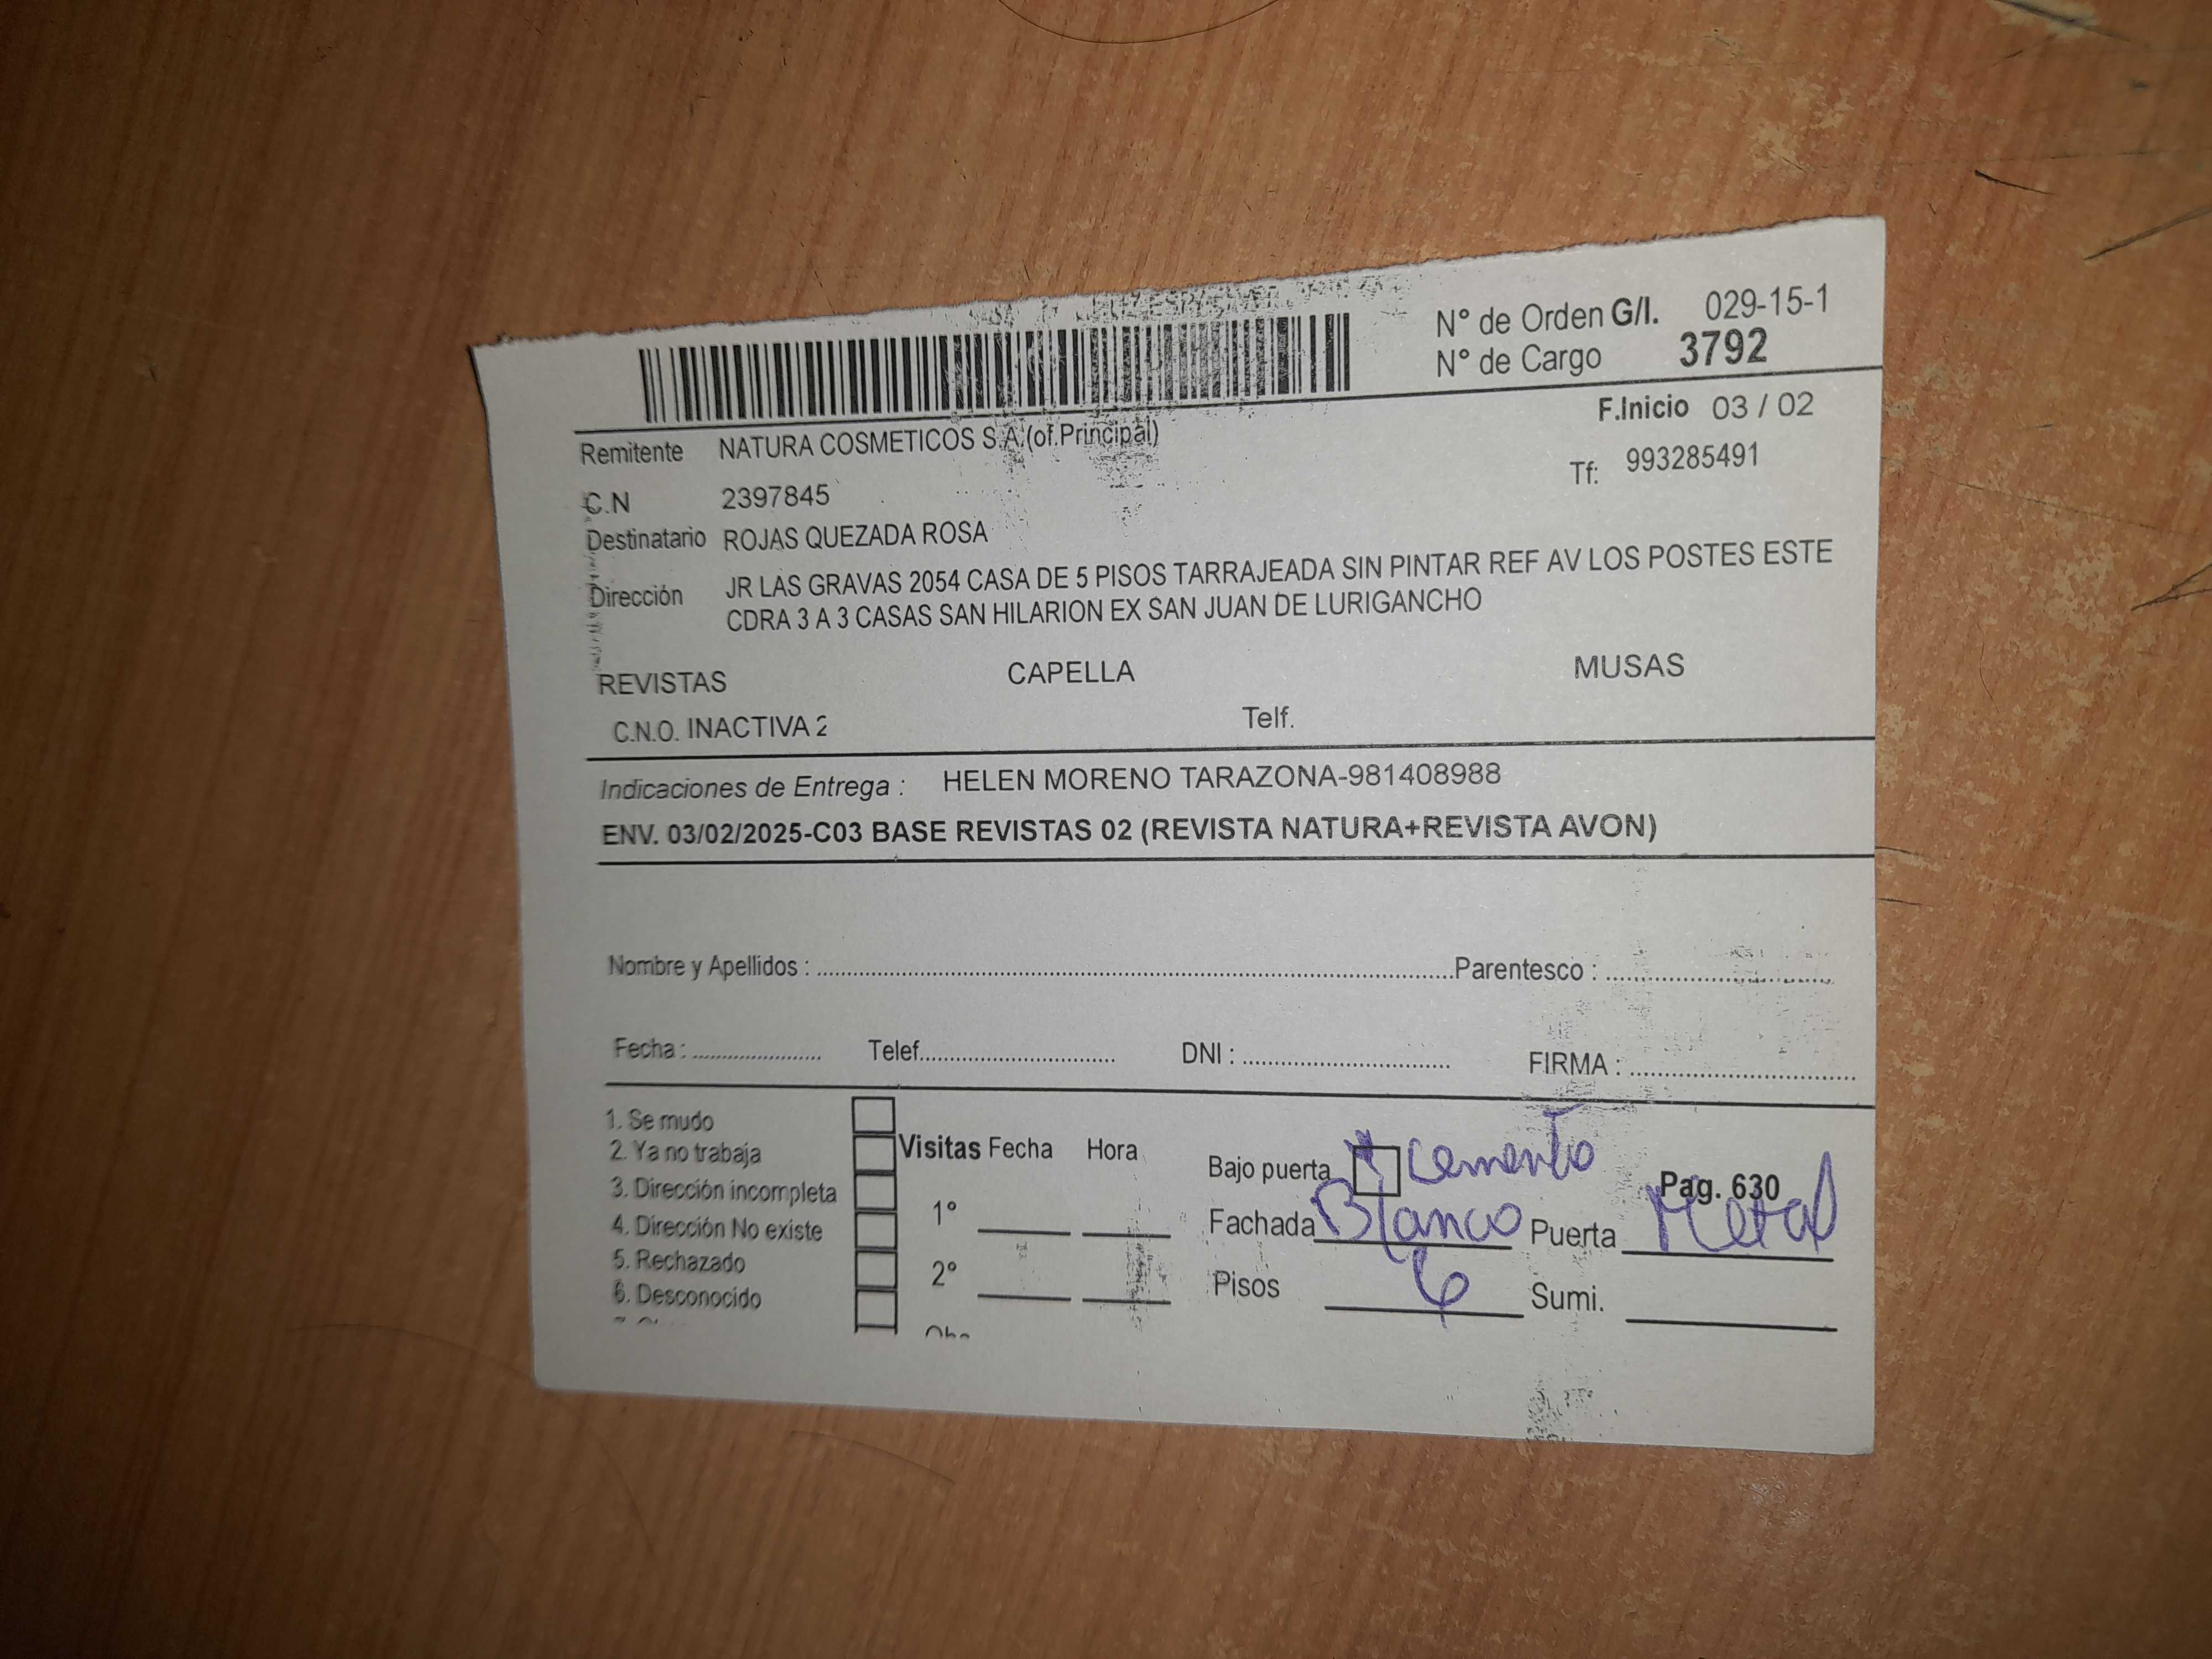 N° de Orden G/I. 029-15-1
N° de Cargo 3792
F.Inicio 03 / 02
Remitente NATURA COSMETICOS S.A.(of.Principal)
Tf: 993285491
C.N 2397845
Destinatario ROJAS QUEZADA ROSA
Dirección JR LAS GRAVAS 2054 CASA DE 5 PISOS TARRAJEADA SIN PINTAR REF AV LOS POSTES ESTE
CDRA 3 A 3 CASAS SAN HILARION EX SAN JUAN DE LURIGANCHO
REVISTAS CAPELLA MUSAS
C.N.O. INACTIVA 2 Telf.
Indicaciones de Entrega : HELEN MORENO TARAZONA-981408988
ENV. 03/02/2025-C03 BASE REVISTAS 02 (REVISTA NATURA+REVISTA AVON)
Nombre y Apellidos : Parentesco :
Fecha : Telef. DNI : FIRMA :
1. Se mudo
2. Ya no trabaja
3. Dirección incompleta
4. Dirección No existe
5. Rechazado
6. Desconocido
Visitas Fecha Hora
1°
2°
Bajo puerta cemento
Pag. 630
Fachada Blanco Puerta Metal
Pisos 6 Sumi.